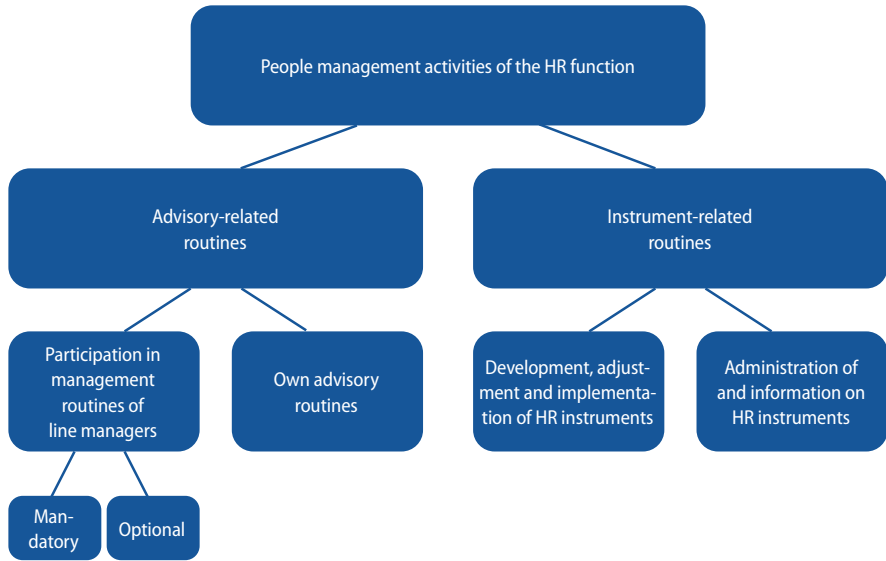 People management activities of the HR function
Advisory-related
routines
Instrument-related
routines
Participation in
management
routines of
line managers
Own advisory
routines
Development, adjust-
ment and implementa-
tion of HR instruments
Administration of
and information on
HR instruments
Man-
datory
Optional